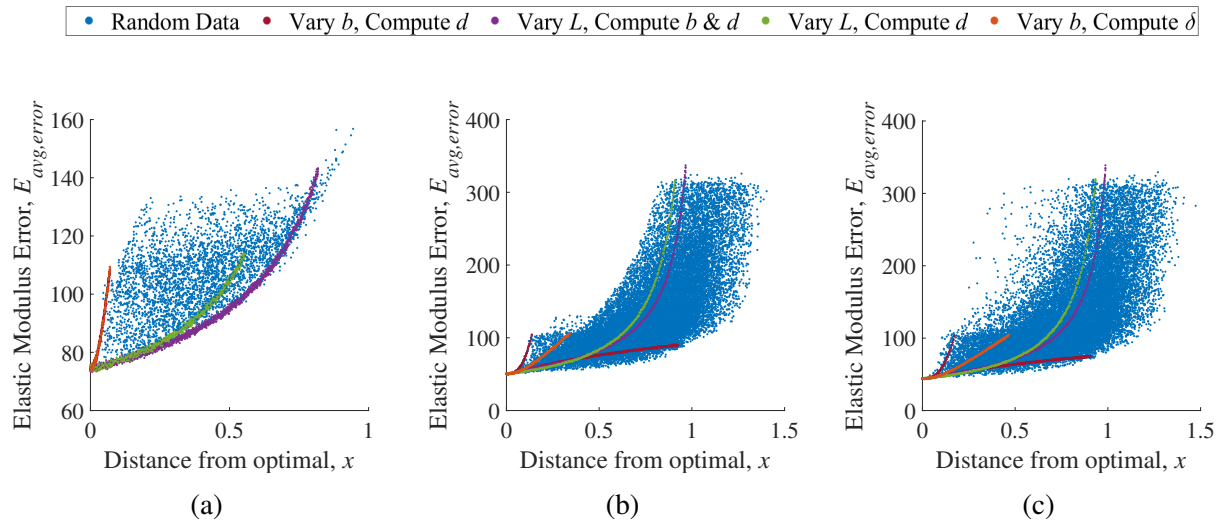 Random Data Vary b, Compute d Vary L, Compute b & d Vary L, Compute d Vary b, Compute δ
160
140
120
100
80
60
0 0.5 1
Elastic Modulus Error, E_avg,error
Distance from optimal, x
(a)
400
300
200
100
0
0 0.5 1 1.5
Elastic Modulus Error, E_avg,error
Distance from optimal, x
(b)
400
300
200
100
0
0 0.5 1 1.5
Elastic Modulus Error, E_avg,error
Distance from optimal, x
(c)